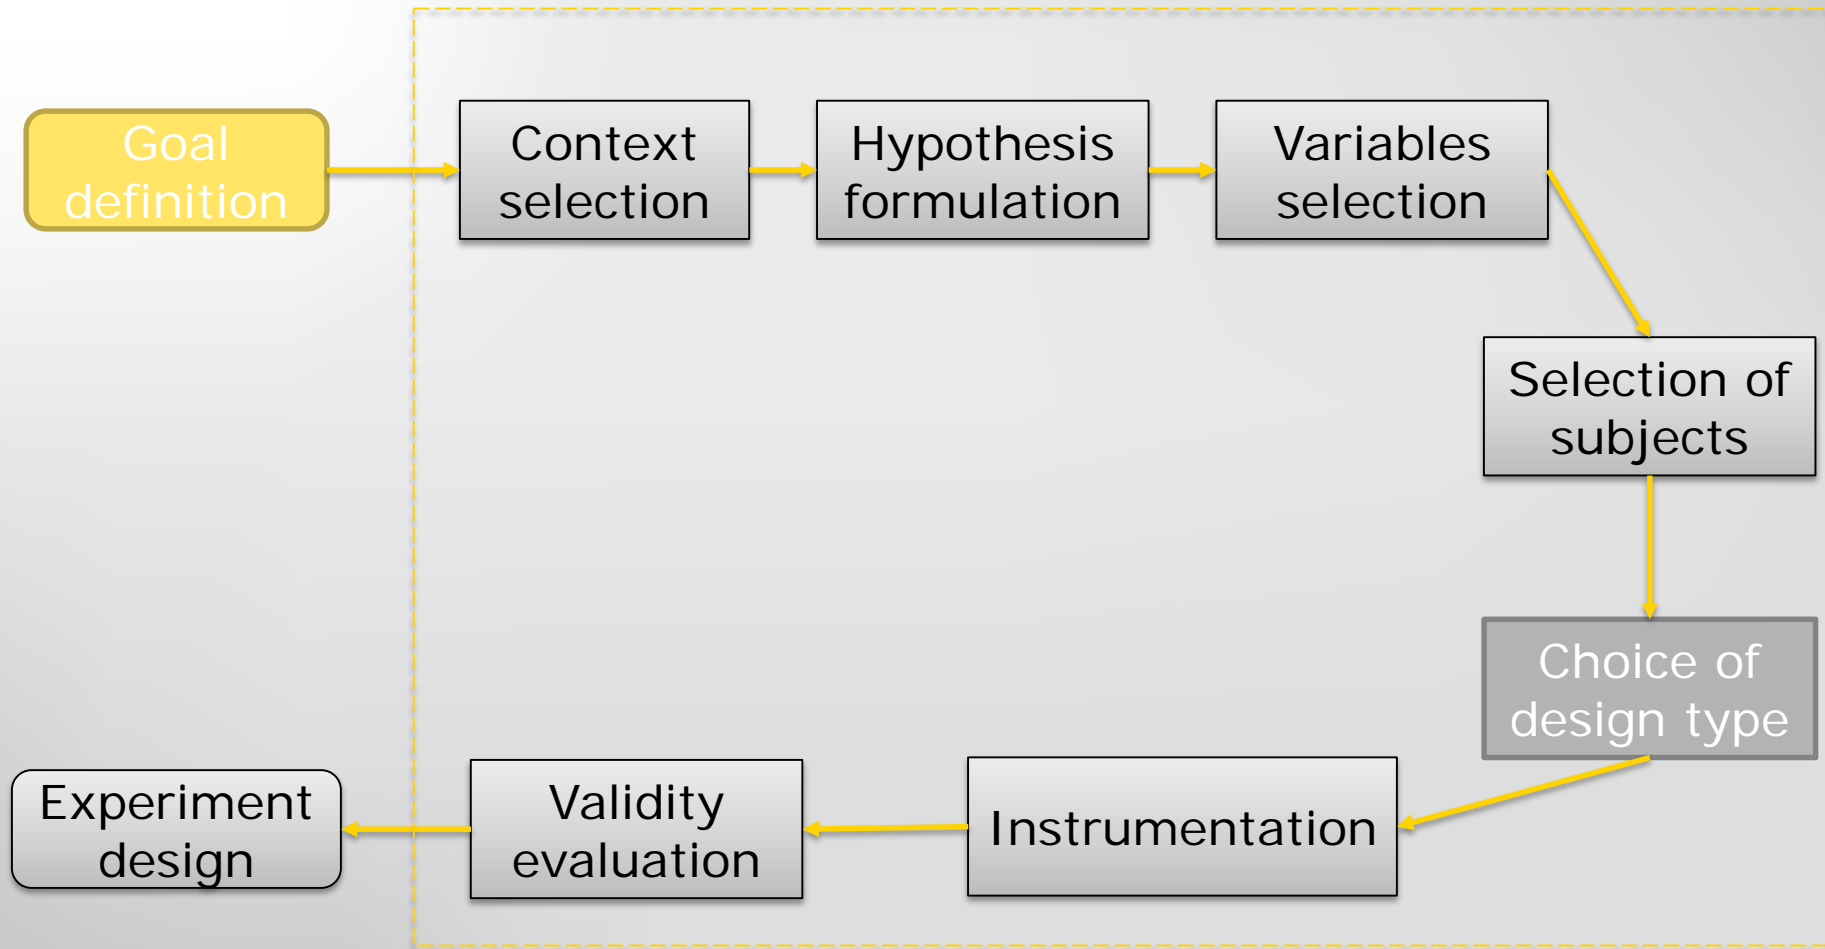 Goal
definition
Context
selection
Hypothesis
formulation
Variables
selection
Selection of
subjects
Choice of
design type
Instrumentation
Validity
evaluation
Experiment
design